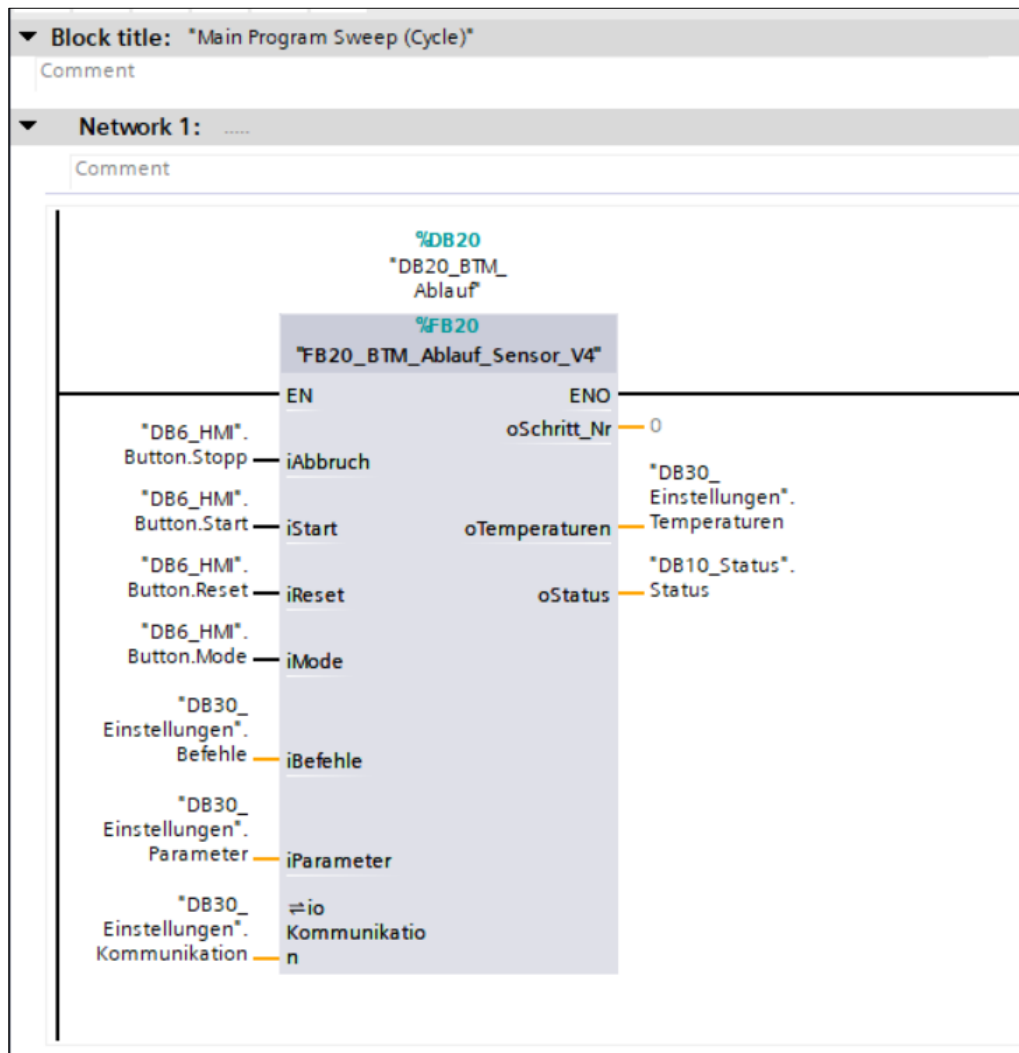 Block title: "Main Program Sweep (Cycle)"
Comment
Network 1: .....
Comment
%DB20
"DB20_BTM_
Ablauf"
%FB20
"FB20_BTM_Ablauf_Sensor_V4"
EN
ENO
"DB6_HMI".
Button.Stopp
iAbbruch
oSchritt_Nr
0
"DB6_HMI".
Button.Start
iStart
oTemperaturen
"DB30_
Einstellungen".
Temperaturen
"DB6_HMI".
Button.Reset
iReset
oStatus
"DB10_Status".
Status
"DB6_HMI".
Button.Mode
iMode
"DB30_
Einstellungen".
Befehle
iBefehle
"DB30_
Einstellungen".
Parameter
iParameter
"DB30_
Einstellungen".
Kommunikation
⇌io
Kommunikatio
n